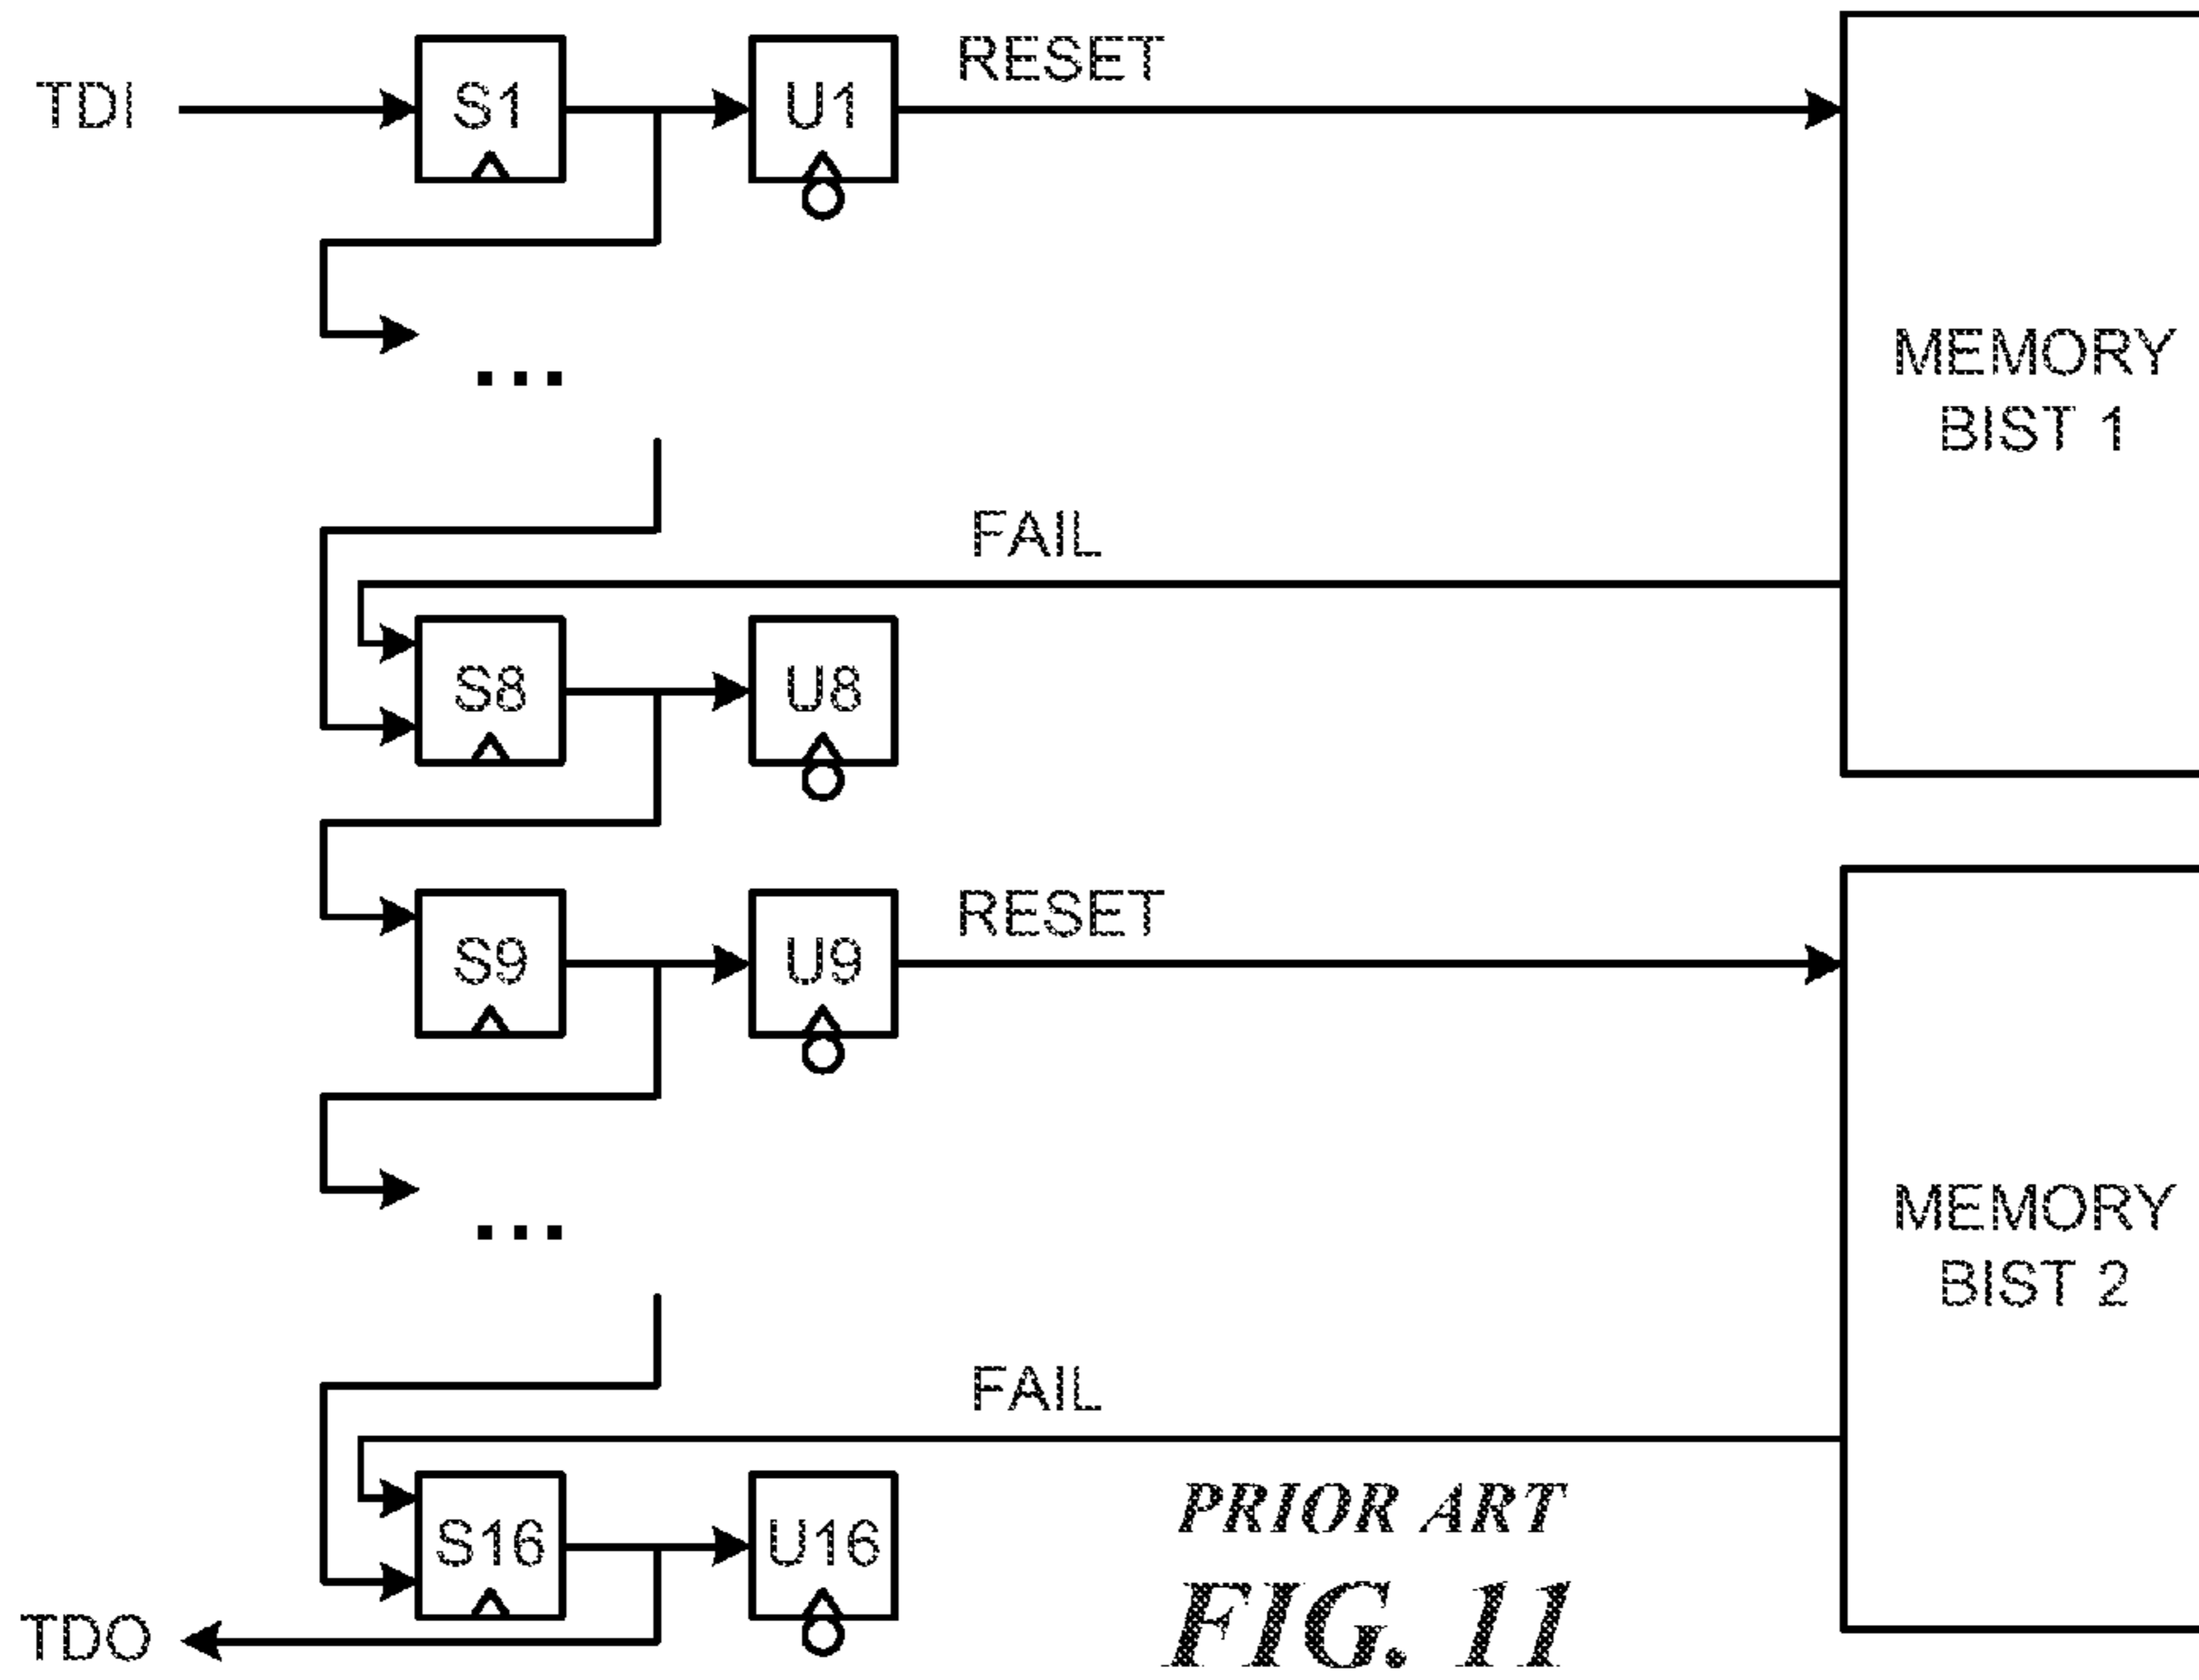 RESET
TDI
S1
U1
...
MEMORY
BIST 1
FAIL
S8
U8
RESET
S9
U9
...
MEMORY
BIST 2
FAIL
S16
U16
PRIOR ART
TDO
FIG. 11